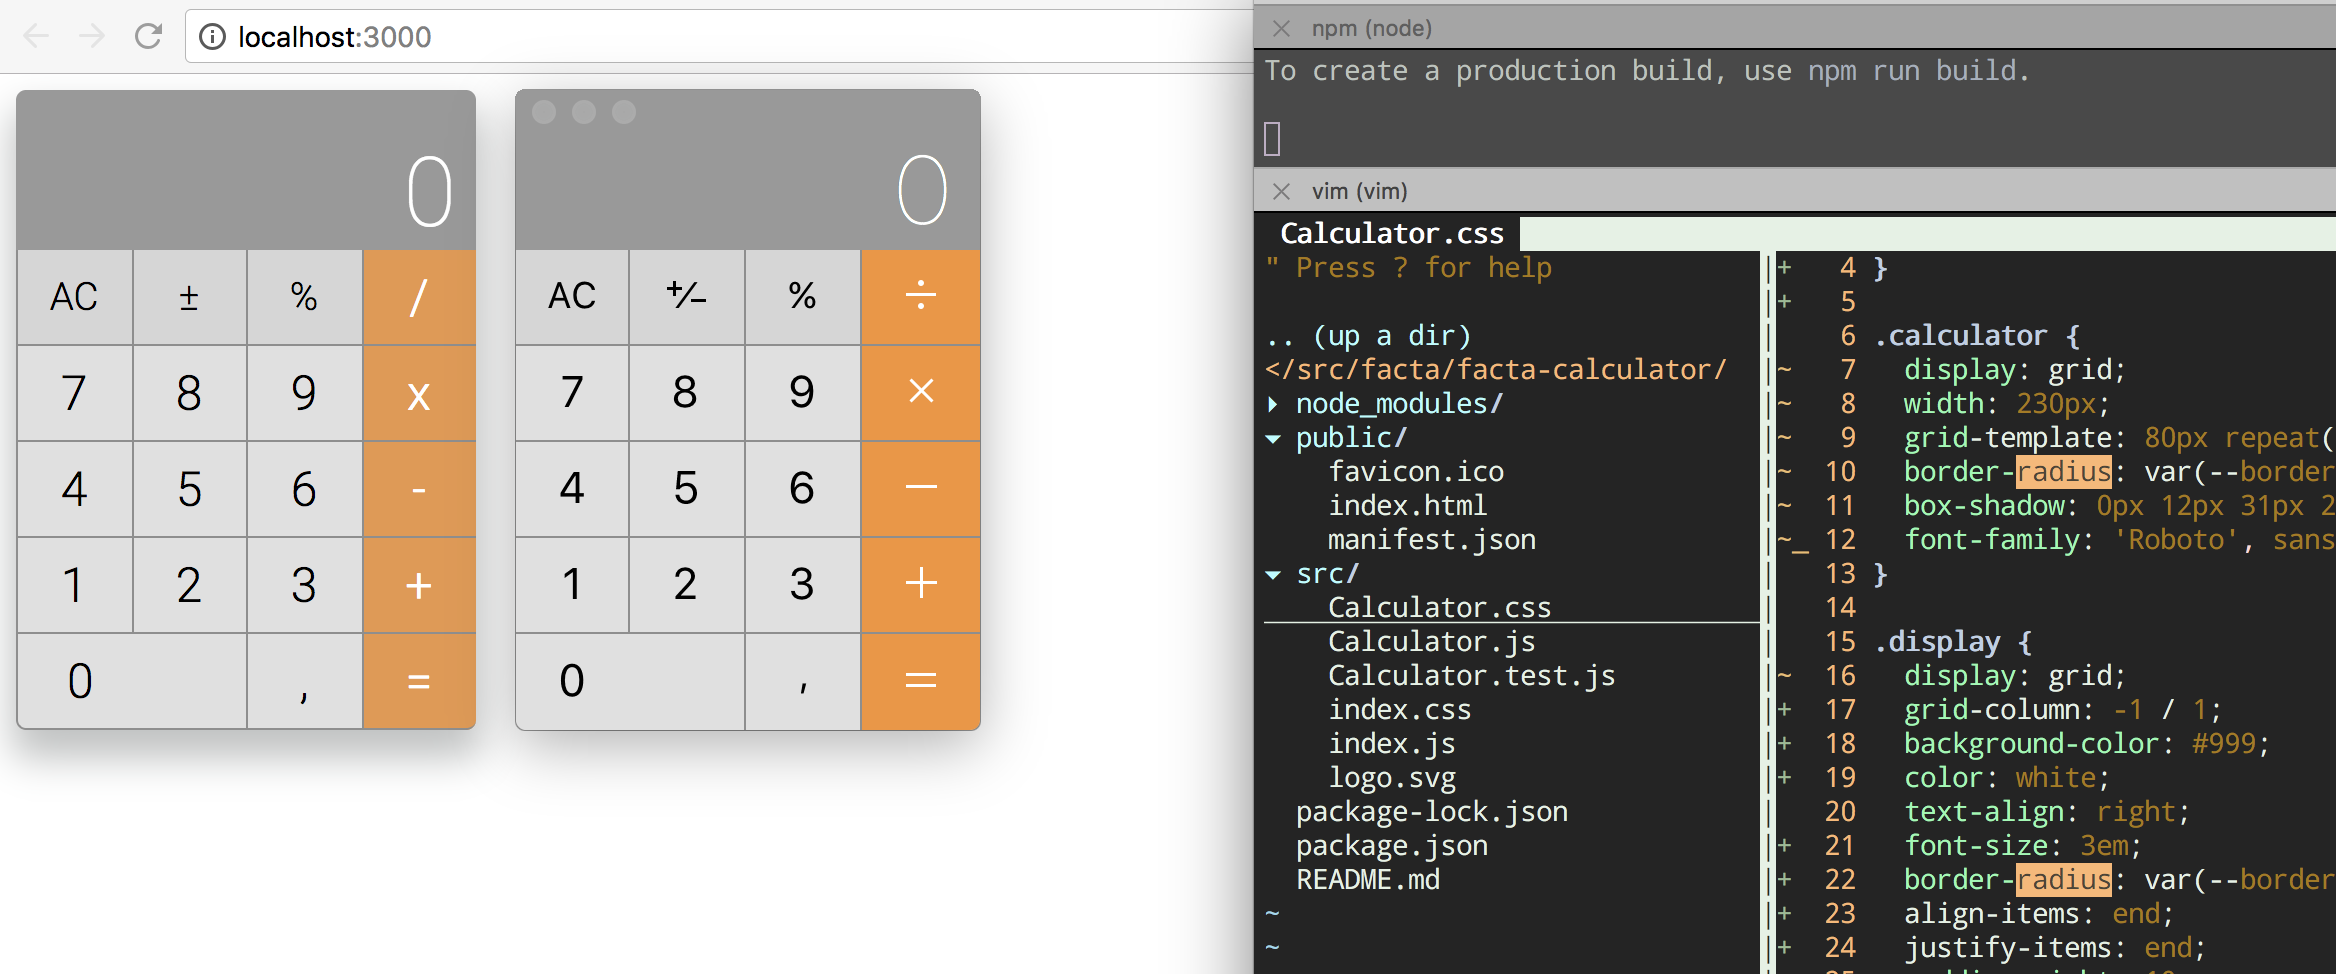 localhost:3000
0
AC ± % /
7 8 9 x
4 5 6 -
1 2 3 +
0 , =
0
AC +/− % ÷
7 8 9 ×
4 5 6 −
1 2 3 +
0 , =
npm (node)
To create a production build, use npm run build.
vim (vim)
Calculator.css
" Press ? for help
.. (up a dir)
</src/facta/facta-calculator/
▸ node_modules/
▾ public/
favicon.ico
index.html
manifest.json
▾ src/
Calculator.css
Calculator.js
Calculator.test.js
index.css
index.js
logo.svg
package-lock.json
package.json
README.md
~
~
+ 4 }
+ 5
6 .calculator {
~ 7 display: grid;
~ 8 width: 230px;
~ 9 grid-template: 80px repeat(
~ 10 border-radius: var(--border
~ 11 box-shadow: 0px 12px 31px 2
~_ 12 font-family: 'Roboto', sans
13 }
14
15 .display {
~ 16 display: grid;
+ 17 grid-column: -1 / 1;
+ 18 background-color: #999;
+ 19 color: white;
20 text-align: right;
+ 21 font-size: 3em;
+ 22 border-radius: var(--border
+ 23 align-items: end;
+ 24 justify-items: end;